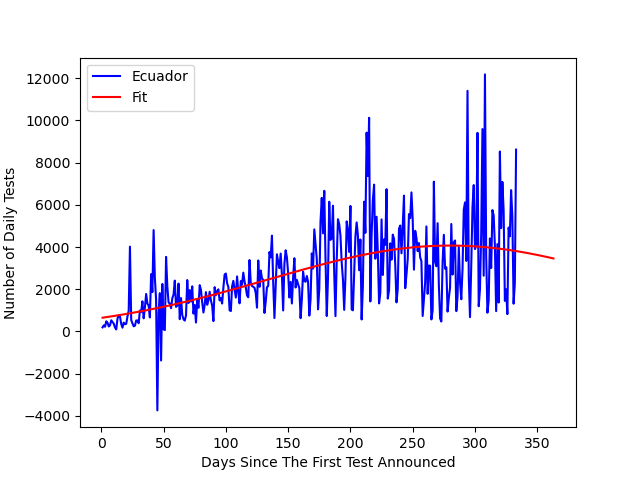 Ecuador
Fit
Number of Daily Tests
12000
10000
8000
6000
4000
2000
0
−2000
−4000
0 50 100 150 200 250 300 350
Days Since The First Test Announced